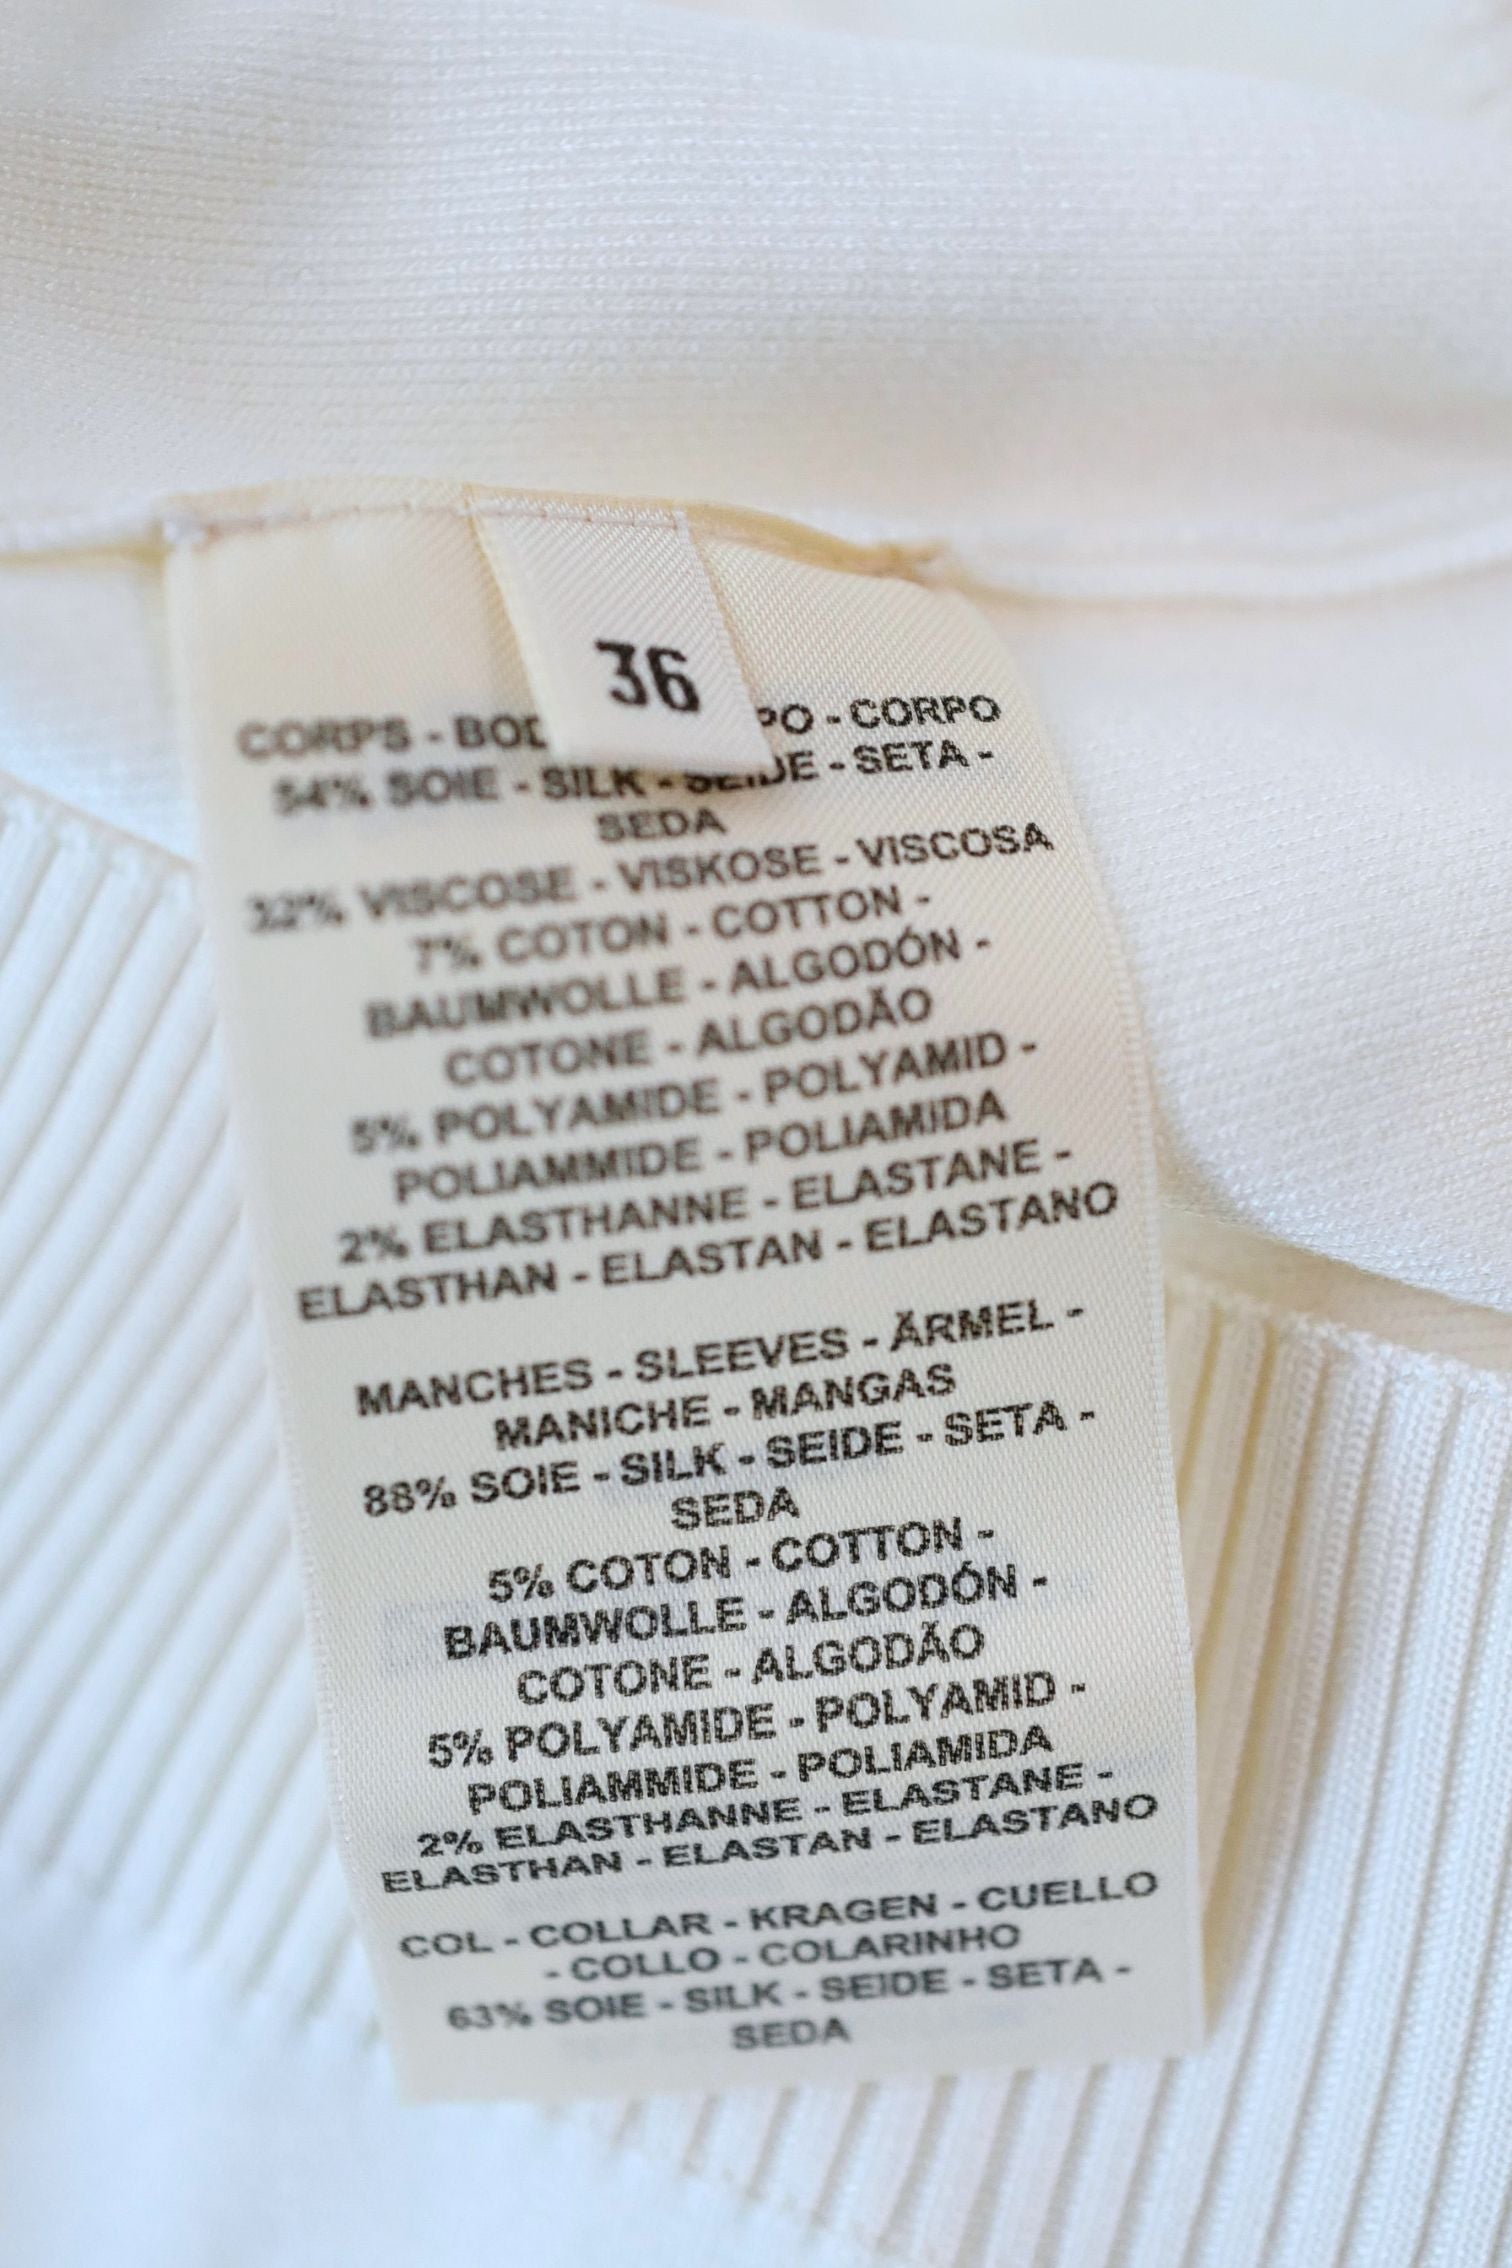 36
CORPS - BOD PO - CORPO
54% SOIE - SILK - SEIDE - SETA -
SEDA
32% VISCOSE - VISKOSE - VISCOSA
7% COTON - COTTON -
BAUMWOLLE - ALGODÓN -
COTONE - ALGODÃO
5% POLYAMIDE - POLYAMID -
POLIAMMIDE - POLIAMIDA
2% ELASTHANNE - ELASTANE -
ELASTHAN - ELASTAN - ELASTANO
MANCHES - SLEEVES - ÄRMEL -
MANICHE - MANGAS
88% SOIE - SILK - SEIDE - SETA -
SEDA
5% COTON - COTTON -
BAUMWOLLE - ALGODÓN -
COTONE - ALGODÃO
5% POLYAMIDE - POLYAMID -
POLIAMMIDE - POLIAMIDA
2% ELASTHANNE - ELASTANE -
ELASTHAN - ELASTAN - ELASTANO
COL - COLLAR - KRAGEN - CUELLO
- COLLO - COLARINHO
63% SOIE - SILK - SEIDE - SETA -
SEDA